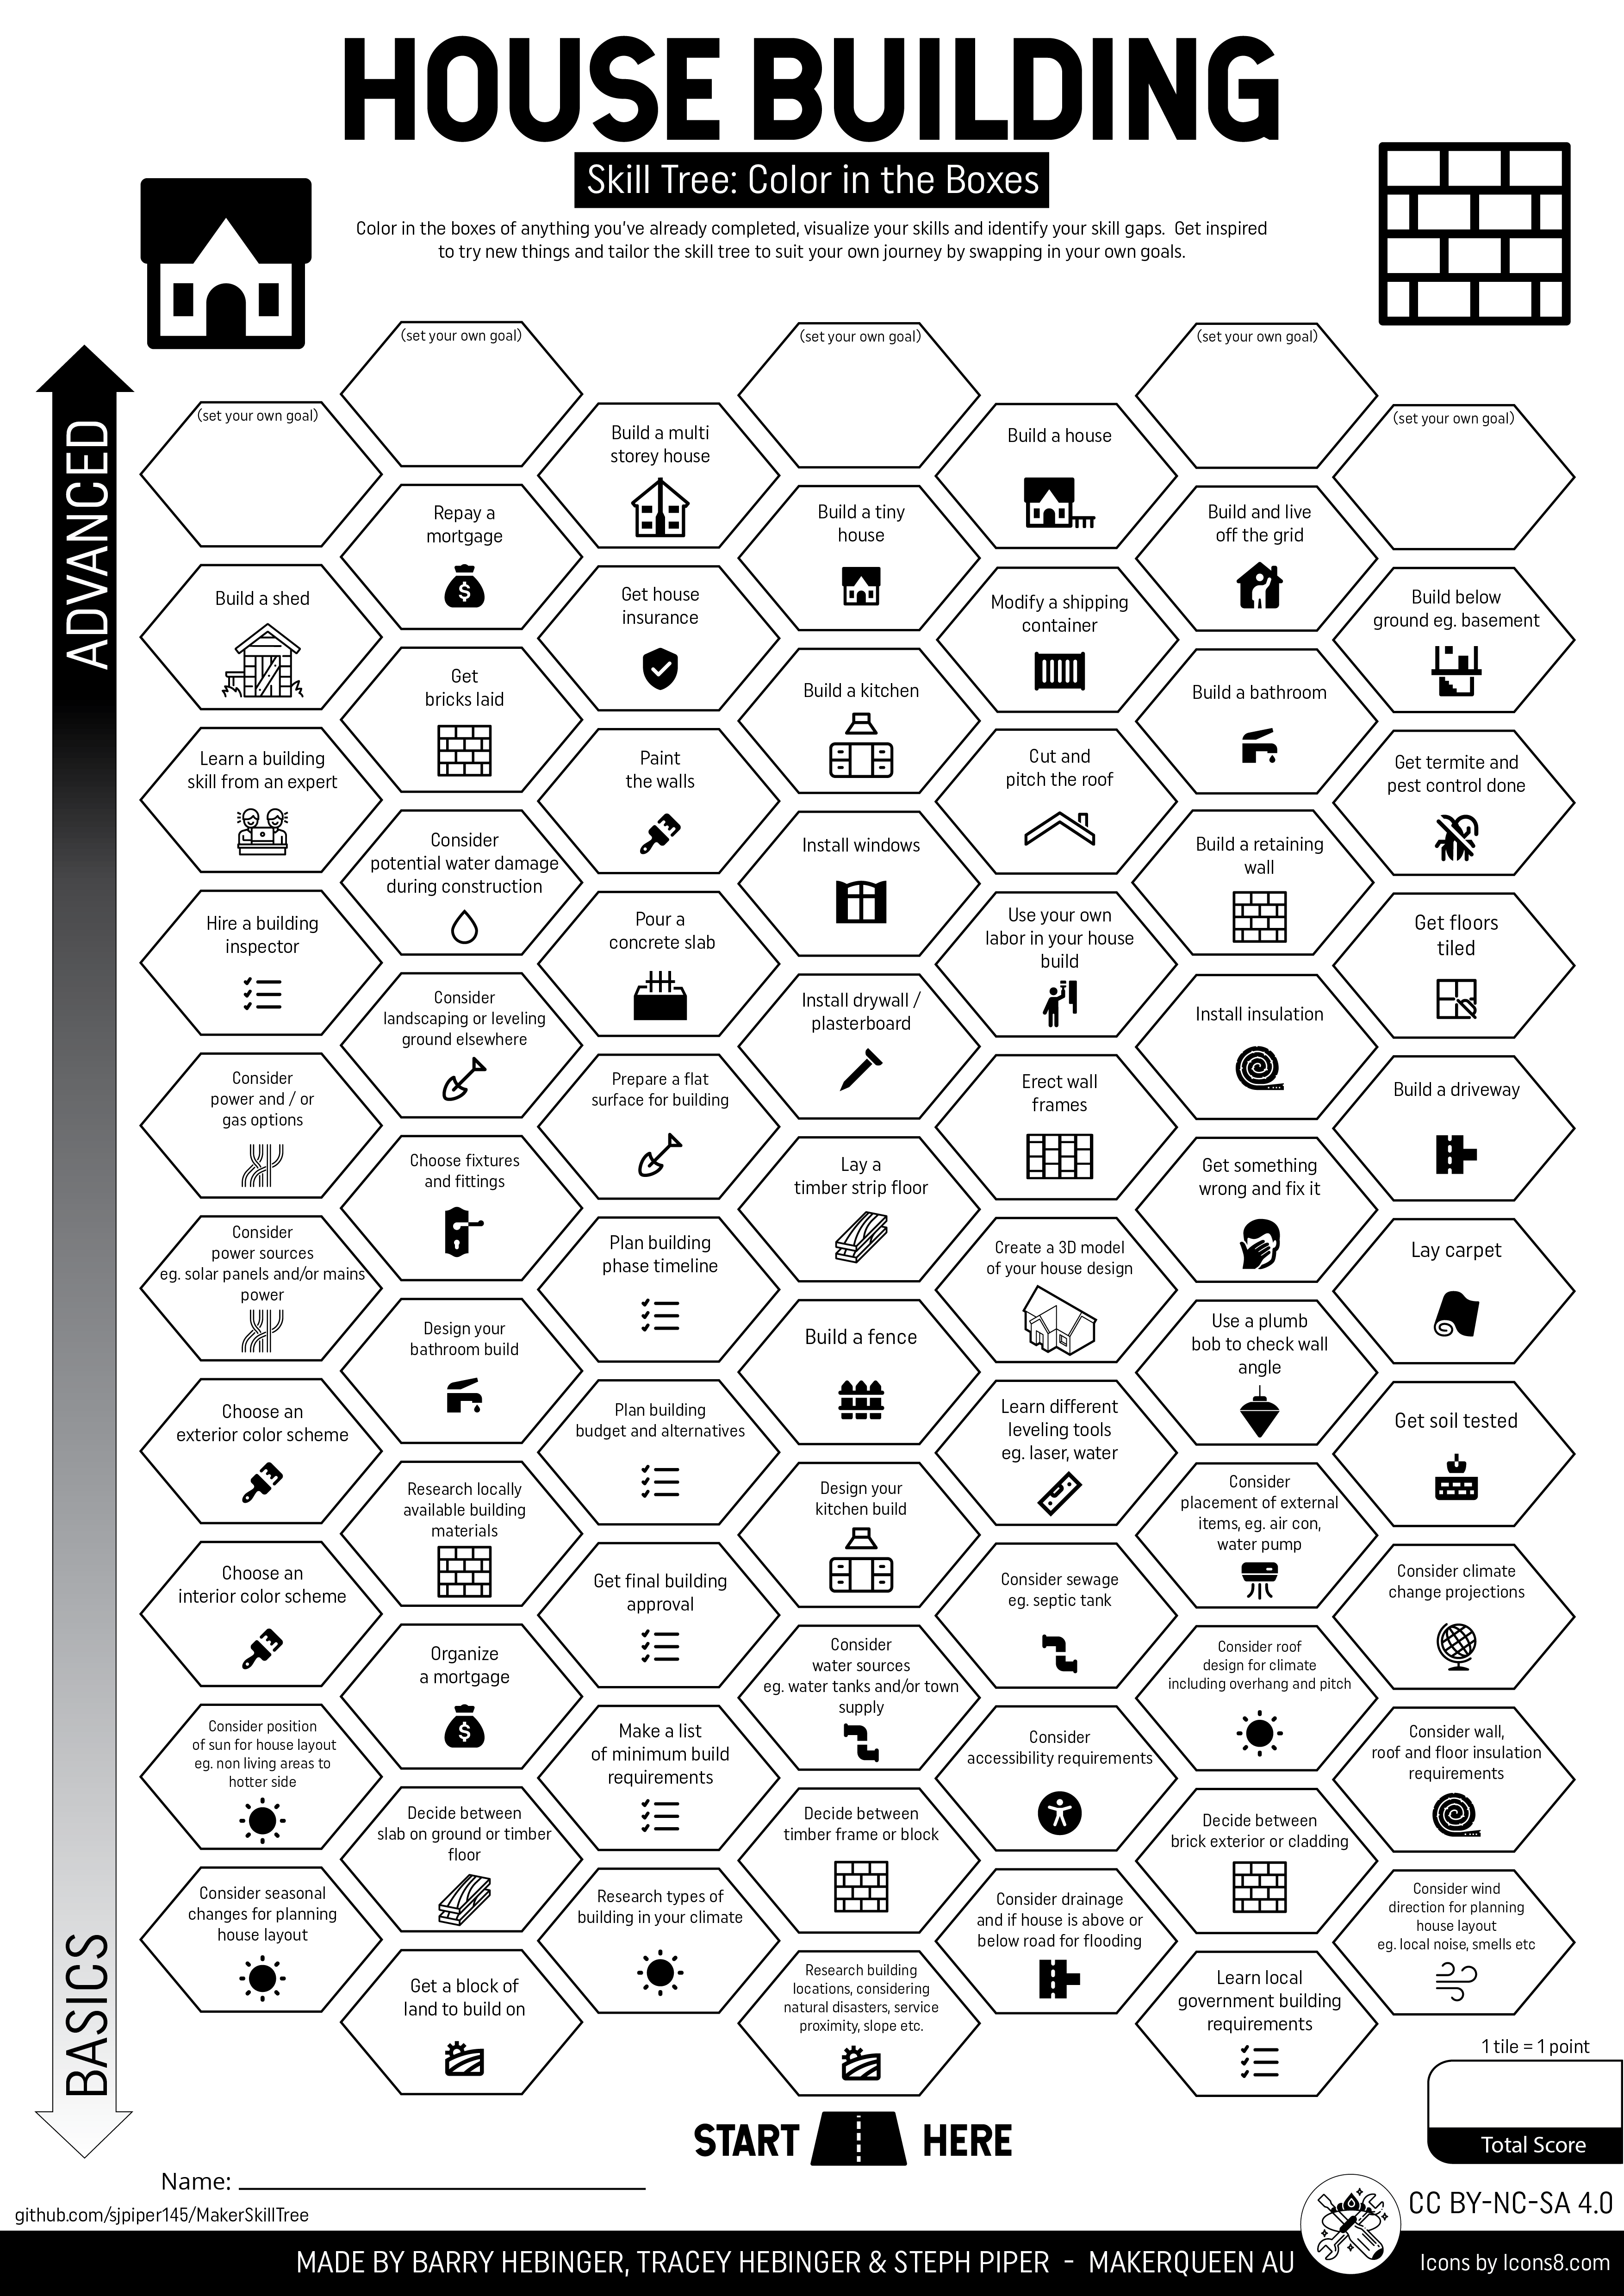 HOUSE BUILDING
Skill Tree: Color in the Boxes
Color in the boxes of anything you've already completed, visualize your skills and identify your skill gaps. Get inspired
to try new things and tailor the skill tree to suit your own journey by swapping in your own goals.
ADVANCED
BASICS
(set your own goal)
(set your own goal)
(set your own goal)
(set your own goal)
(set your own goal)
Build a multi
storey house
Build a house
Repay a
mortgage
Build a tiny
house
Build and live
off the grid
Build a shed
Get house
insurance
Modify a shipping
container
Build below
ground eg. basement
Get
bricks laid
Build a kitchen
Build a bathroom
Learn a building
skill from an expert
Paint
the walls
Cut and
pitch the roof
Get termite and
pest control done
Consider
potential water damage
during construction
Install windows
Build a retaining
wall
Hire a building
inspector
Pour a
concrete slab
Use your own
labor in your house
build
Get floors
tiled
Consider
landscaping or leveling
ground elsewhere
Install drywall /
plasterboard
Install insulation
Consider
power and / or
gas options
Prepare a flat
surface for building
Erect wall
frames
Build a driveway
Choose fixtures
and fittings
Lay a
timber strip floor
Get something
wrong and fix it
Consider
power sources
eg. solar panels and/or mains
power
Plan building
phase timeline
Create a 3D model
of your house design
Lay carpet
Design your
bathroom build
Build a fence
Use a plumb
bob to check wall
angle
Choose an
exterior color scheme
Plan building
budget and alternatives
Learn different
leveling tools
eg. laser, water
Get soil tested
Research locally
available building
materials
Design your
kitchen build
Consider
placement of external
items, eg. air con,
water pump
Choose an
interior color scheme
Get final building
approval
Consider sewage
eg. septic tank
Consider climate
change projections
Organize
a mortgage
Consider
water sources
eg. water tanks and/or town
supply
Consider roof
design for climate
including overhang and pitch
Consider position
of sun for house layout
eg. non living areas to
hotter side
Make a list
of minimum build
requirements
Consider
accessibility requirements
Consider wall,
roof and floor insulation
requirements
Decide between
slab on ground or timber
floor
Decide between
timber frame or block
Decide between
brick exterior or cladding
Consider seasonal
changes for planning
house layout
Research types of
building in your climate
Consider drainage
and if house is above or
below road for flooding
Consider wind
direction for planning
house layout
eg. local noise, smells etc
Get a block of
land to build on
Research building
locations, considering
natural disasters, service
proximity, slope etc.
Learn local
government building
requirements
1 tile = 1 point
Total Score
START HERE
Name:
github.com/sjpiper145/MakerSkillTree
CC BY-NC-SA 4.0
MADE BY BARRY HEBINGER, TRACEY HEBINGER & STEPH PIPER - MAKERQUEEN AU
Icons by Icons8.com